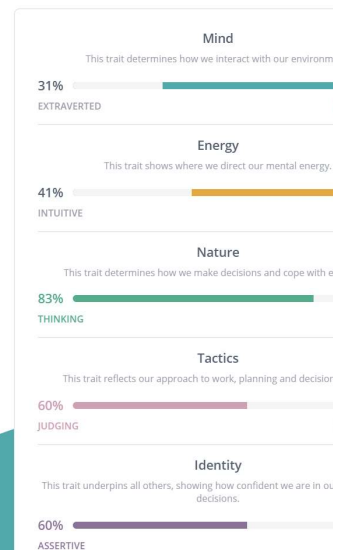 Mind
This trait determines how we interact with our environm
31%
EXTRAVERTED
Energy
This trait shows where we direct our mental energy.
41%
INTUITIVE
Nature
This trait determines how we make decisions and cope with e
83%
THINKING
Tactics
This trait reflects our approach to work, planning and decision
60%
JUDGING
Identity
This trait underpins all others, showing how confident we are in ou
decisions.
60%
ASSERTIVE